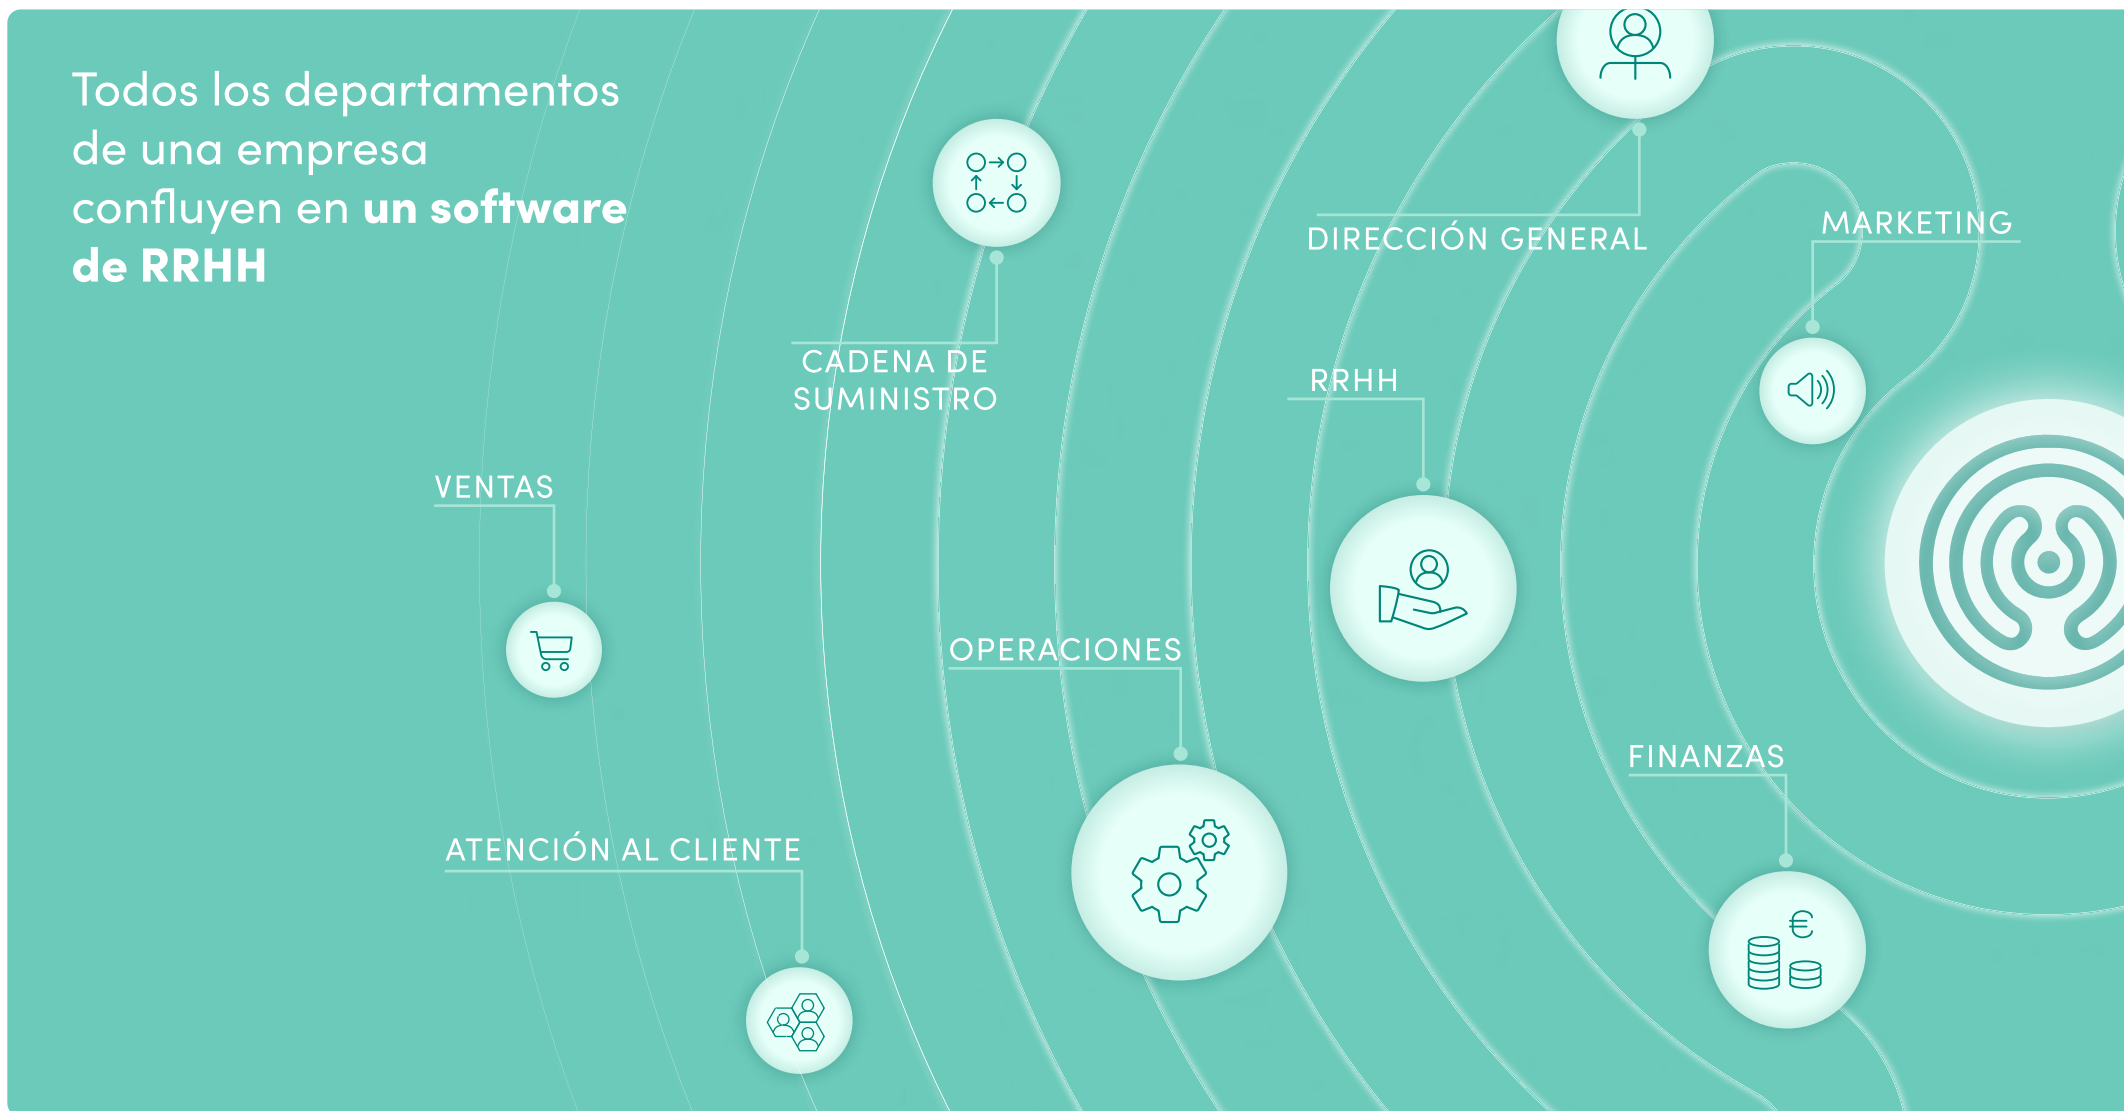 Todos los departamentos
de una empresa
confluyen en un software
de RRHH
DIRECCIÓN GENERAL
MARKETING
CADENA DE
SUMINISTRO
RRHH
VENTAS
OPERACIONES
FINANZAS
ATENCIÓN AL CLIENTE
€